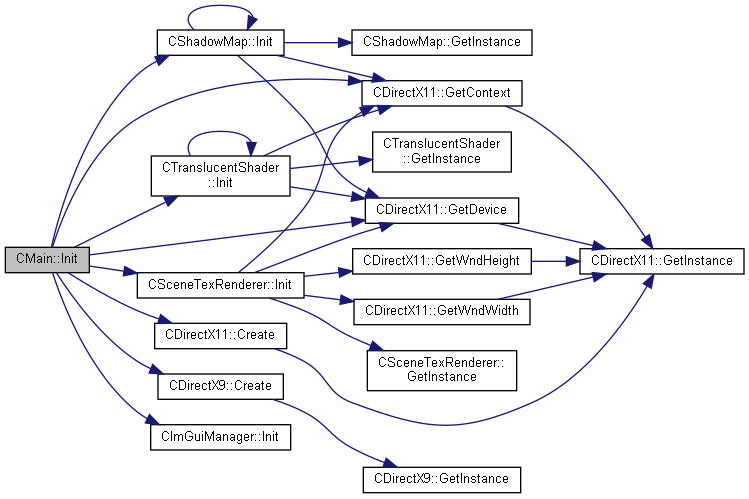 CShadowMap::Init
CShadowMap::GetInstance
CDirectX11::GetContext
CTranslucentShader
::GetInstance
CTranslucentShader
::Init
CDirectX11::GetDevice
CMain::Init
CDirectX11::GetWndHeight
CDirectX11::GetInstance
CSceneTexRenderer::Init
CDirectX11::GetWndWidth
CDirectX11::Create
CSceneTexRenderer::
GetInstance
CDirectX9::Create
CImGuiManager::Init
CDirectX9::GetInstance